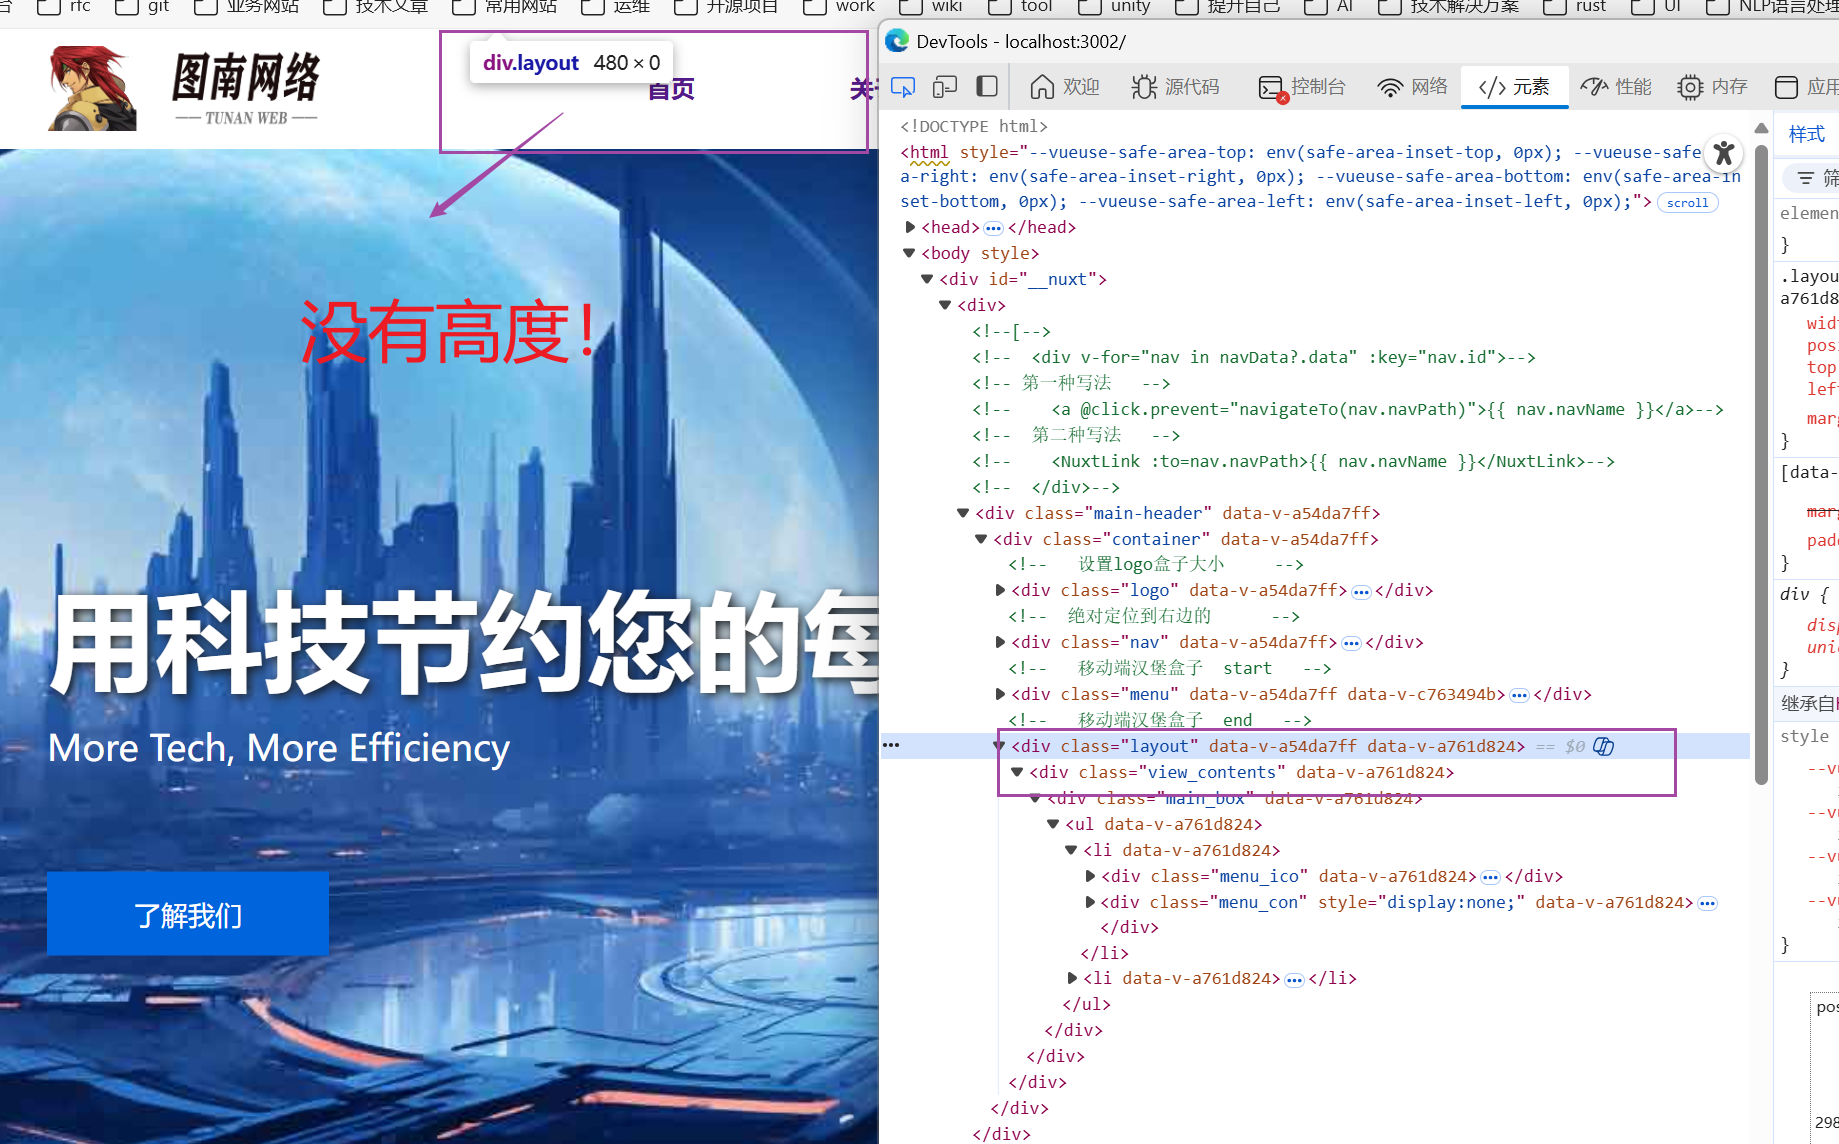 rfc git 业务网站 技术文章 常用网站 运维 开源项目 work wiki tool unity 提升自己 AI 技术解决方案 rust UI NLP语言处理
图南网络
TUNAN WEB
div.layout 480 × 0
首页
没有高度！
用科技节约您的每
More Tech, More Efficiency
了解我们
DevTools - localhost:3002/
欢迎 源代码 控制台 网络 </> 元素 性能 内存 应用
<!DOCTYPE html>
<html style="--vueuse-safe-area-top: env(safe-area-inset-top, 0px); --vueuse-safe
a-right: env(safe-area-inset-right, 0px); --vueuse-safe-area-bottom: env(safe-area-in
set-bottom, 0px); --vueuse-safe-area-left: env(safe-area-inset-left, 0px);"> scroll
<head> ••• </head>
<body style>
<div id="__nuxt">
<div>
<!--[-->
<!-- <div v-for="nav in navData?.data" :key="nav.id">-->
<!-- 第一种写法 -->
<!-- <a @click.prevent="navigateTo(nav.navPath)">{{ nav.navName }}</a>-->
<!-- 第二种写法 -->
<!-- <NuxtLink :to=nav.navPath>{{ nav.navName }}</NuxtLink>-->
<!-- </div>-->
<div class="main-header" data-v-a54da7ff>
<div class="container" data-v-a54da7ff>
<!-- 设置logo盒子大小 -->
<div class="logo" data-v-a54da7ff> ••• </div>
<!-- 绝对定位到右边的 -->
<div class="nav" data-v-a54da7ff> ••• </div>
<!-- 移动端汉堡盒子 start -->
<div class="menu" data-v-a54da7ff data-v-c763494b> ••• </div>
<!-- 移动端汉堡盒子 end -->
••• <div class="layout" data-v-a54da7ff data-v-a761d824> == $0
<div class="view_contents" data-v-a761d824>
<div class="main_box" data-v-a761d824>
<ul data-v-a761d824>
<li data-v-a761d824>
<div class="menu_ico" data-v-a761d824> ••• </div>
<div class="menu_con" style="display:none;" data-v-a761d824> •••
</div>
</li>
<li data-v-a761d824> ••• </li>
</ul>
</div>
</div>
</div>
</div>
</div>
样式
筛
elemen
}
.layou
a761d8
widt
posi
top
left
marg
}
[data-
marg
padd
}
div {
disp
unic
}
继承自
style
--vu
--vu
--vu
--vu
}
pos
298